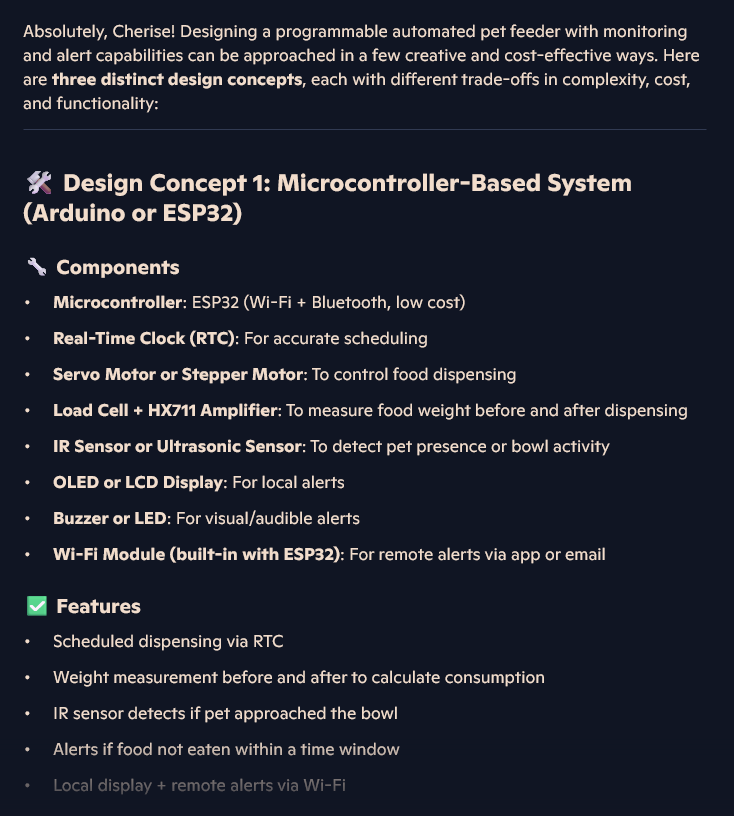 Absolutely, Cherise! Designing a programmable automated pet feeder with monitoring
and alert capabilities can be approached in a few creative and cost-effective ways. Here
are three distinct design concepts, each with different trade-offs in complexity, cost,
and functionality:
🛠️ Design Concept 1: Microcontroller-Based System
(Arduino or ESP32)
🔧 Components
• Microcontroller: ESP32 (Wi-Fi + Bluetooth, low cost)
• Real-Time Clock (RTC): For accurate scheduling
• Servo Motor or Stepper Motor: To control food dispensing
• Load Cell + HX711 Amplifier: To measure food weight before and after dispensing
• IR Sensor or Ultrasonic Sensor: To detect pet presence or bowl activity
• OLED or LCD Display: For local alerts
• Buzzer or LED: For visual/audible alerts
• Wi-Fi Module (built-in with ESP32): For remote alerts via app or email
✅ Features
• Scheduled dispensing via RTC
• Weight measurement before and after to calculate consumption
• IR sensor detects if pet approached the bowl
• Alerts if food not eaten within a time window
• Local display + remote alerts via Wi-Fi